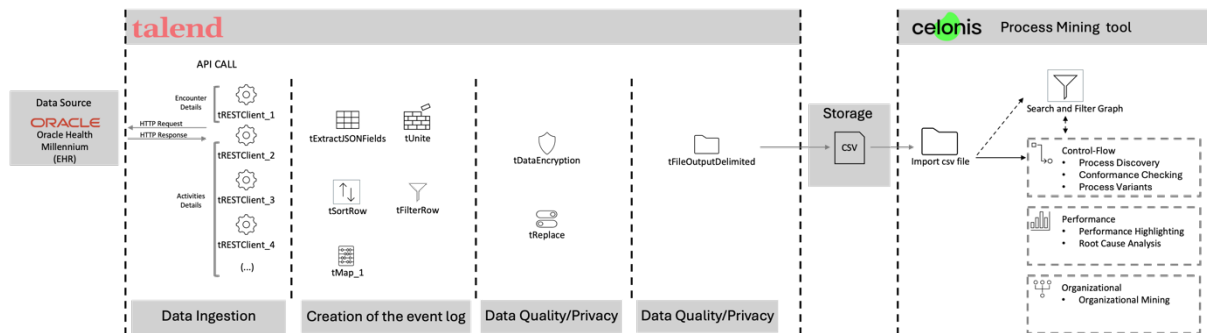 talend
celonis
Process Mining tool
API CALL
Data Source
ORACLE
Oracle Health
Millennium
(EHR)
HTTP Request
HTTP Response
Encounter
Details
Activities
Details
tRESTClient_1
tRESTClient_2
tRESTClient_3
tRESTClient_4
(...)
tExtractJSONFields
tUnite
tSortRow
tFilterRow
tMap_1
tDataEncryption
tReplace
tFileOutputDelimited
Storage
CSV
Import csv file
Search and Filter Graph
Control-Flow
• Process Discovery
• Conformance Checking
• Process Variants
Performance
• Performance Highlighting
• Root Cause Analysis
Organizational
• Organizational Mining
Data Ingestion
Creation of the event log
Data Quality/Privacy
Data Quality/Privacy